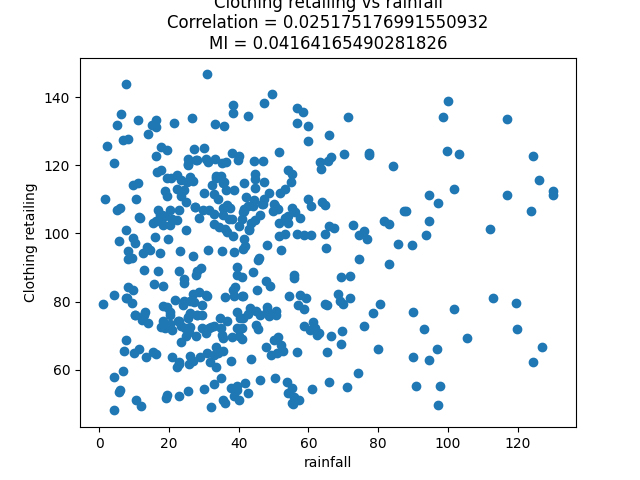 Clothing retailing vs rainfall
Correlation = 0.025175176991550932
MI = 0.04164165490281826
140
120
100
80
60
Clothing retailing
0 20 40 60 80 100 120
rainfall